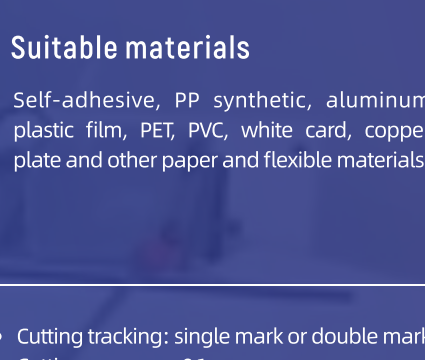 Suitable materials
Self-adhesive, PP synthetic, aluminum
plastic film, PET, PVC, white card, coppe
plate and other paper and flexible materials
Cutting tracking: single mark or double mark